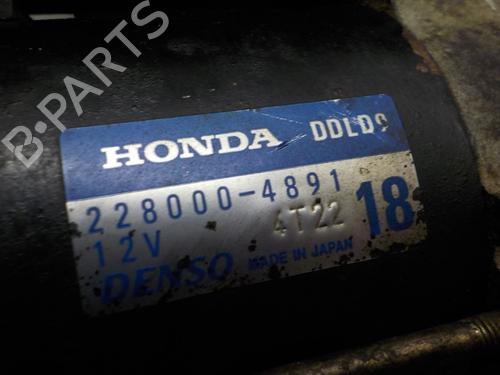 B-PARTS
HONDA DDLD9
228000-4891
4T22 18
12V
DENSO MADE IN JAPAN